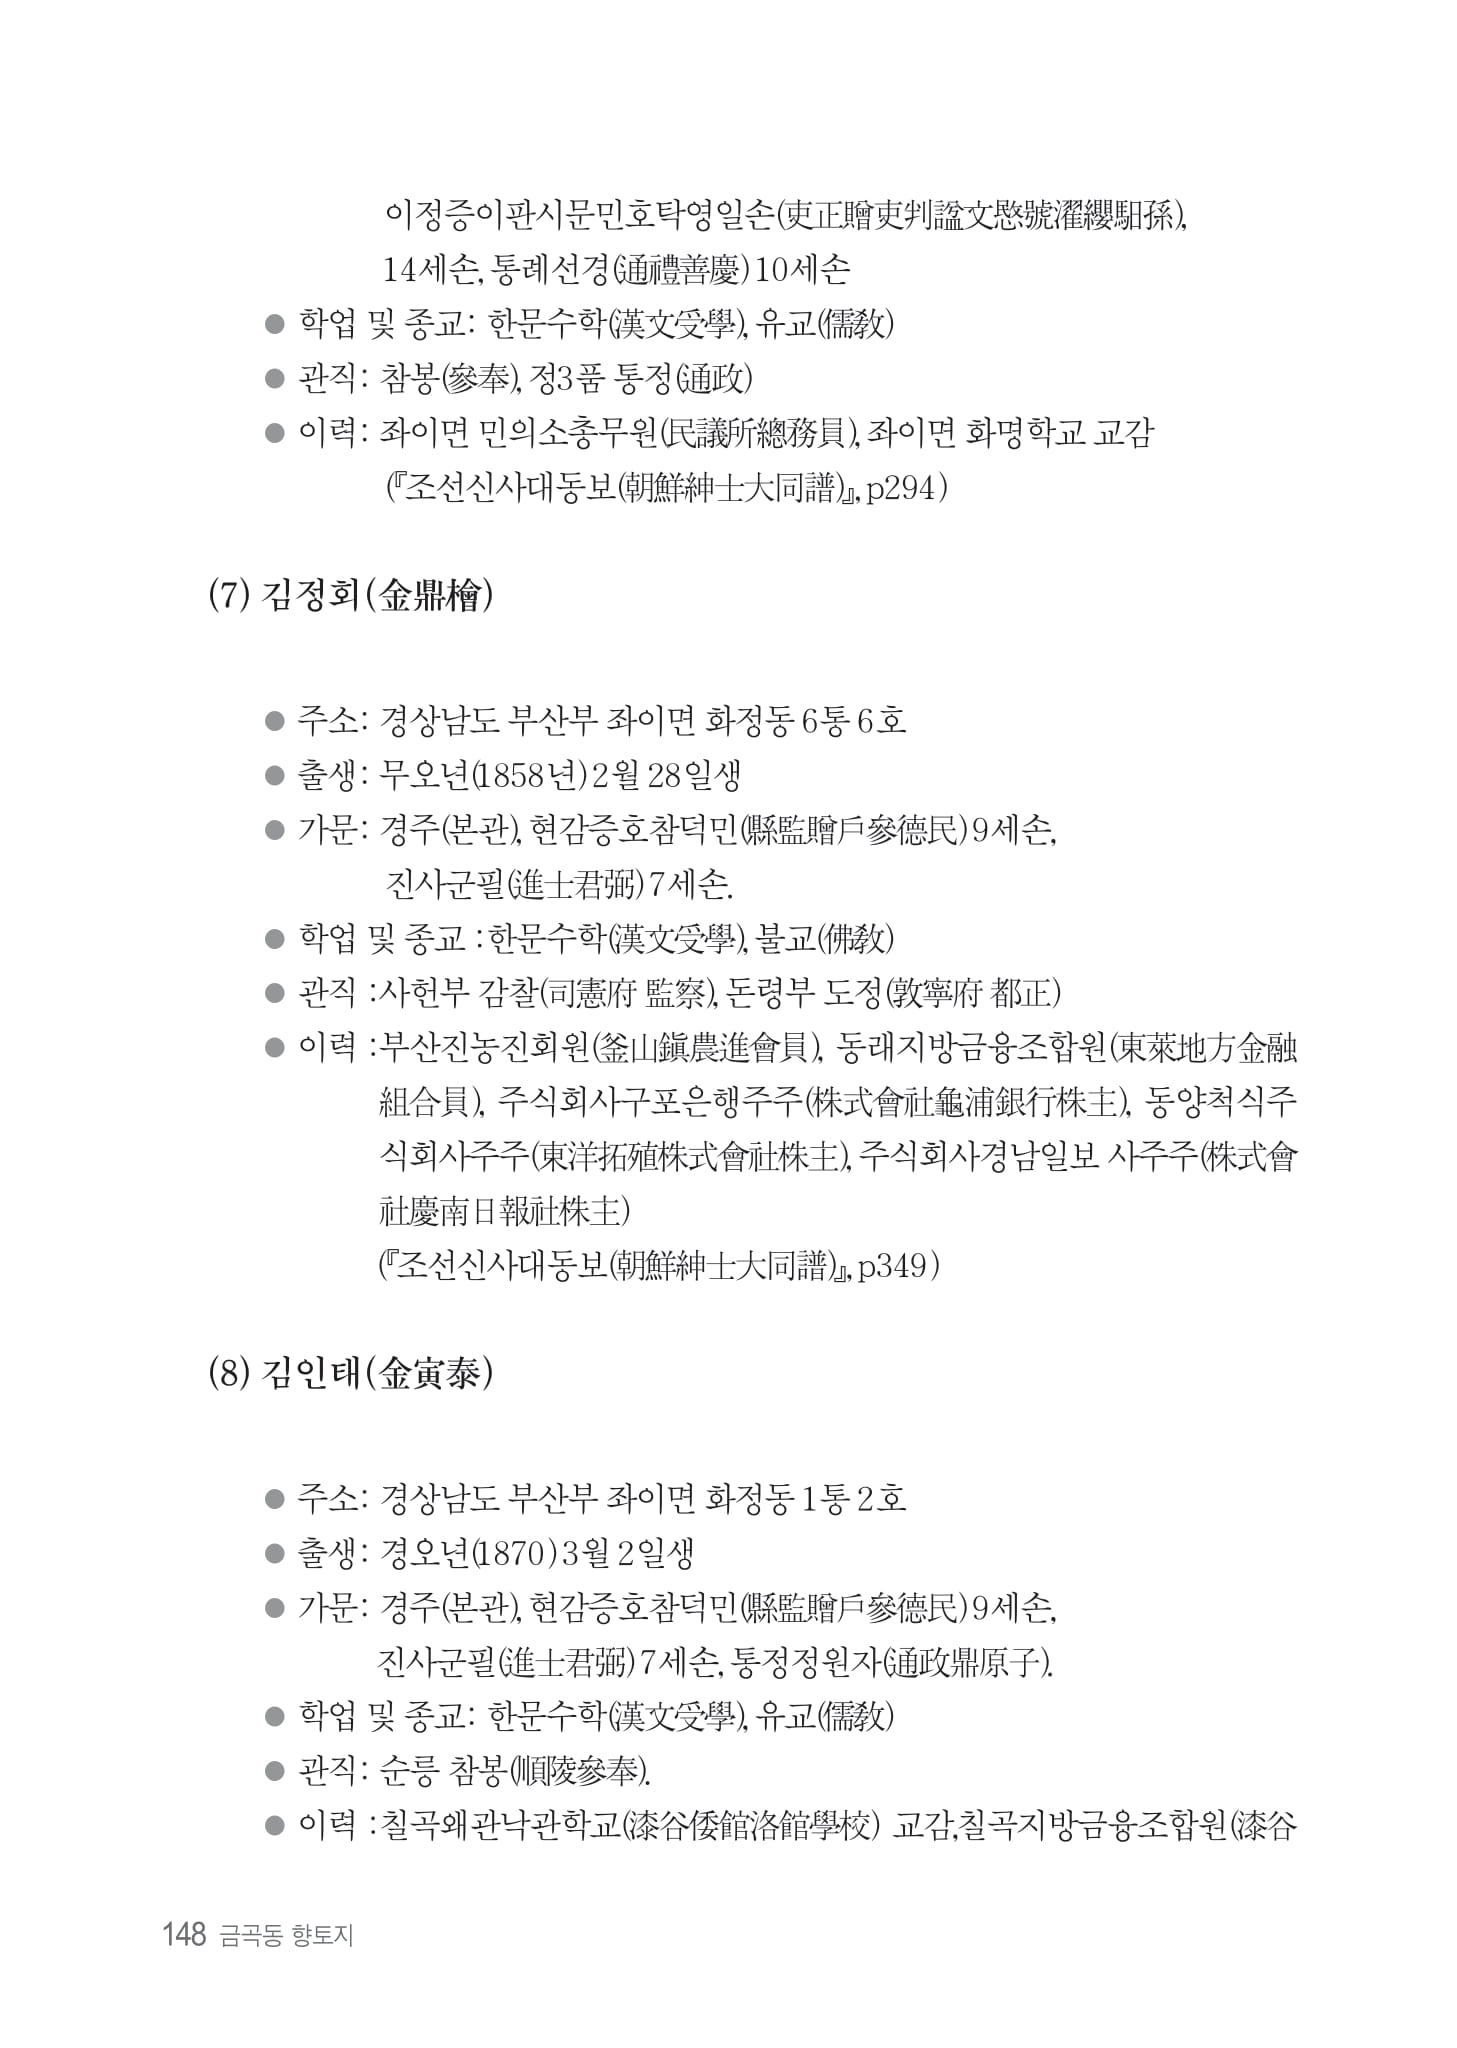 이정증이판시문민호탁영일손(吏正贈吏判諡文愍號濯纓馹孫),
14세손, 통례선경(通禮善慶) 10세손
● 학업 및 종교: 한문수학(漢文受學), 유교(儒教)
● 관직: 참봉(參奉), 정3품 통정(通政)
● 이력: 좌이면 민의소총무원(民議所總務員), 좌이면 화명학교 교감
(『조선신사대동보(朝鮮紳士大同譜)』, p294)
(7) 김정회(金鼎檜)
● 주소: 경상남도 부산부 좌이면 화정동 6통 6호
● 출생: 무오년(1858년) 2월 28일생
● 가문: 경주(본관), 현감증호참덕민(縣監贈戶參德民) 9세손,
진사군필(進士君弼) 7세손.
● 학업 및 종교 :한문수학(漢文受學), 불교(佛教)
● 관직 :사헌부 감찰(司憲府 監察), 돈령부 도정(敦寧府 都正)
● 이력 :부산진농진회원(釜山鎭農進會員), 동래지방금융조합원(東萊地方金融
組合員), 주식회사구포은행주주(株式會社龜浦銀行株主), 동양척식주
식회사주주(東洋拓殖株式會社株主), 주식회사경남일보 사주주(株式會
社慶南日報社株主)
(『조선신사대동보(朝鮮紳士大同譜)』, p349)
(8) 김인태(金寅泰)
● 주소: 경상남도 부산부 좌이면 화정동 1통 2호
● 출생: 경오년(1870) 3월 2일생
● 가문: 경주(본관), 현감증호참덕민(縣監贈戶參德民) 9세손,
진사군필(進士君弼) 7세손, 통정정원자(通政鼎原子).
● 학업 및 종교: 한문수학(漢文受學), 유교(儒教)
● 관직: 순릉 참봉(順陵參奉).
● 이력 :칠곡왜관낙관학교(漆谷倭館洛館學校) 교감,칠곡지방금융조합원(漆谷
148 금곡동 향토지